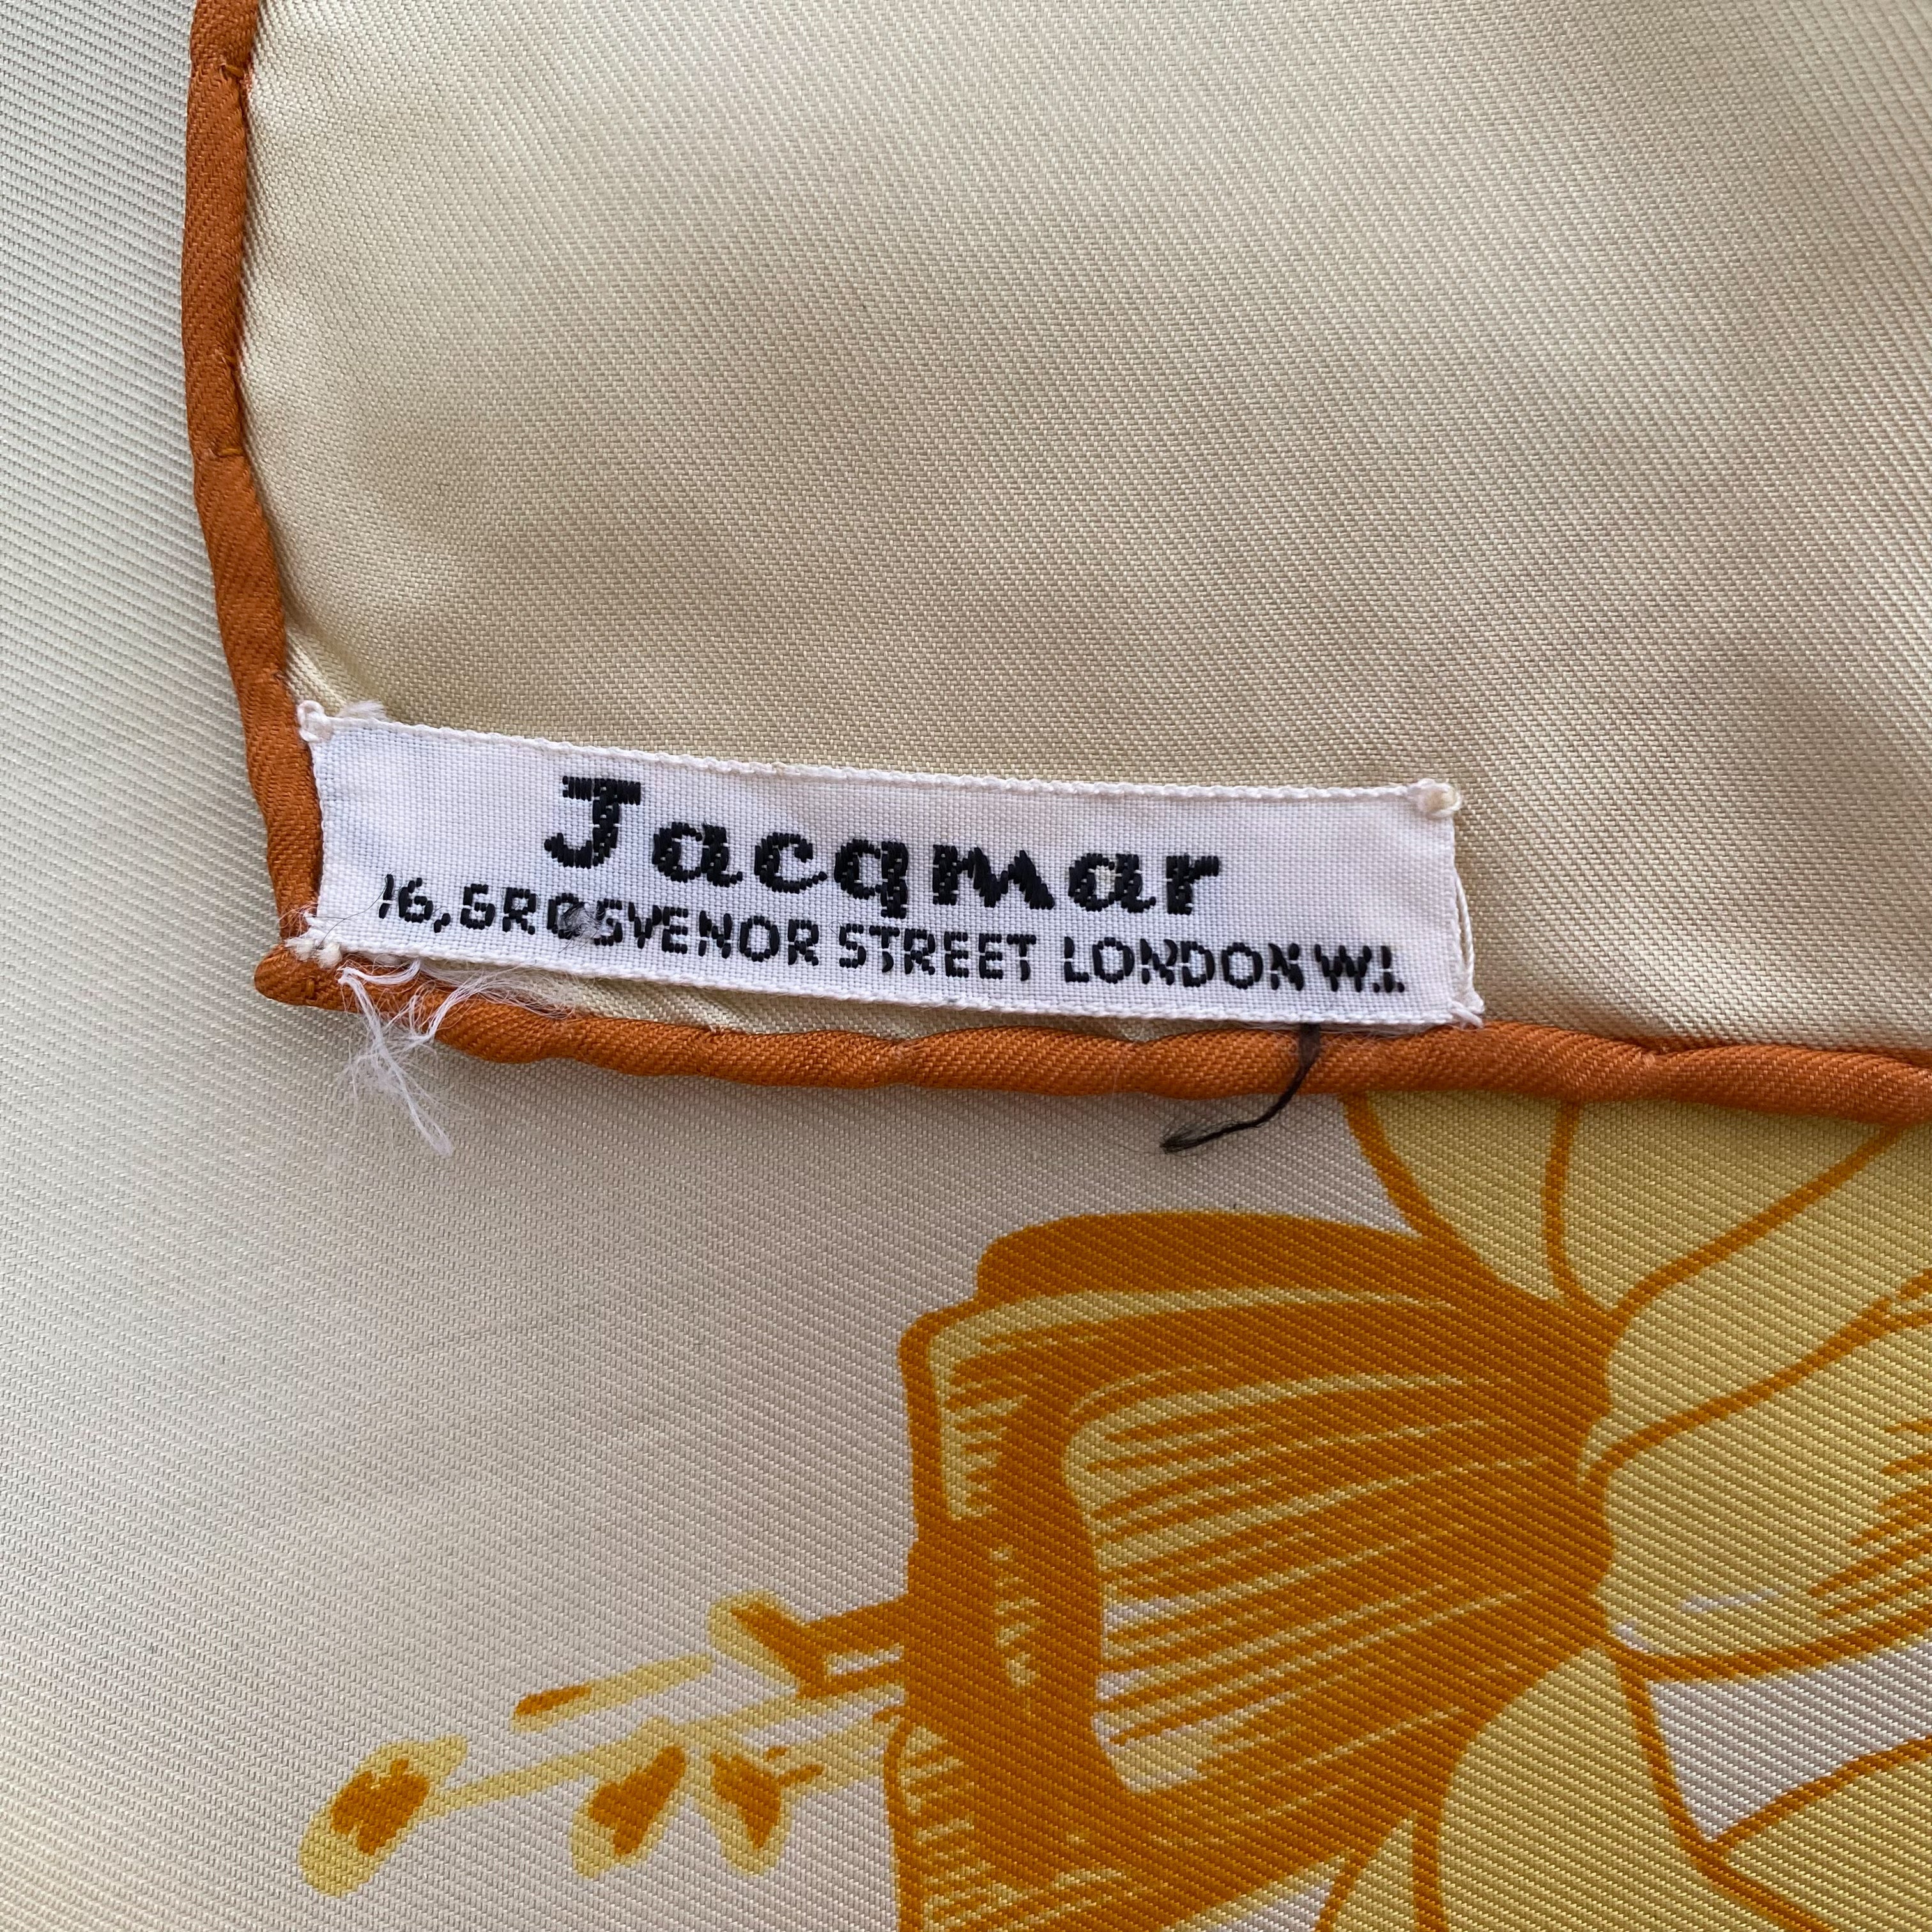 Jacqmar
16, GROSVENOR STREET LONDON W.1.